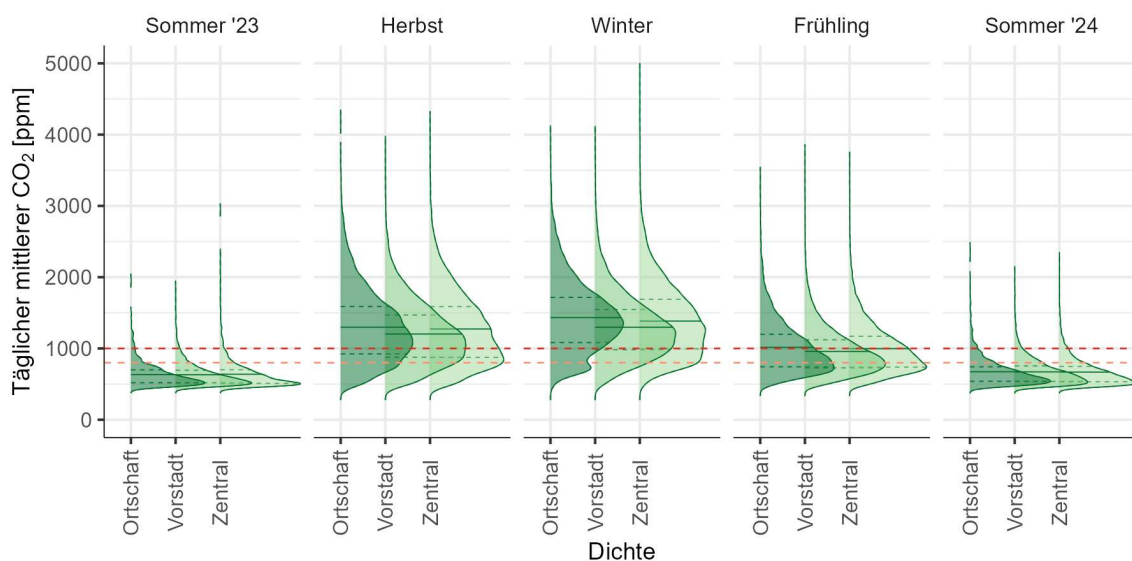 Sommer '23 Herbst Winter Frühling Sommer '24
Täglicher mittlerer CO₂ [ppm]
5000
4000
3000
2000
1000
0
Ortschaft Vorstadt Zentral Ortschaft Vorstadt Zentral Ortschaft Vorstadt Zentral Ortschaft Vorstadt Zentral Ortschaft Vorstadt Zentral
Dichte